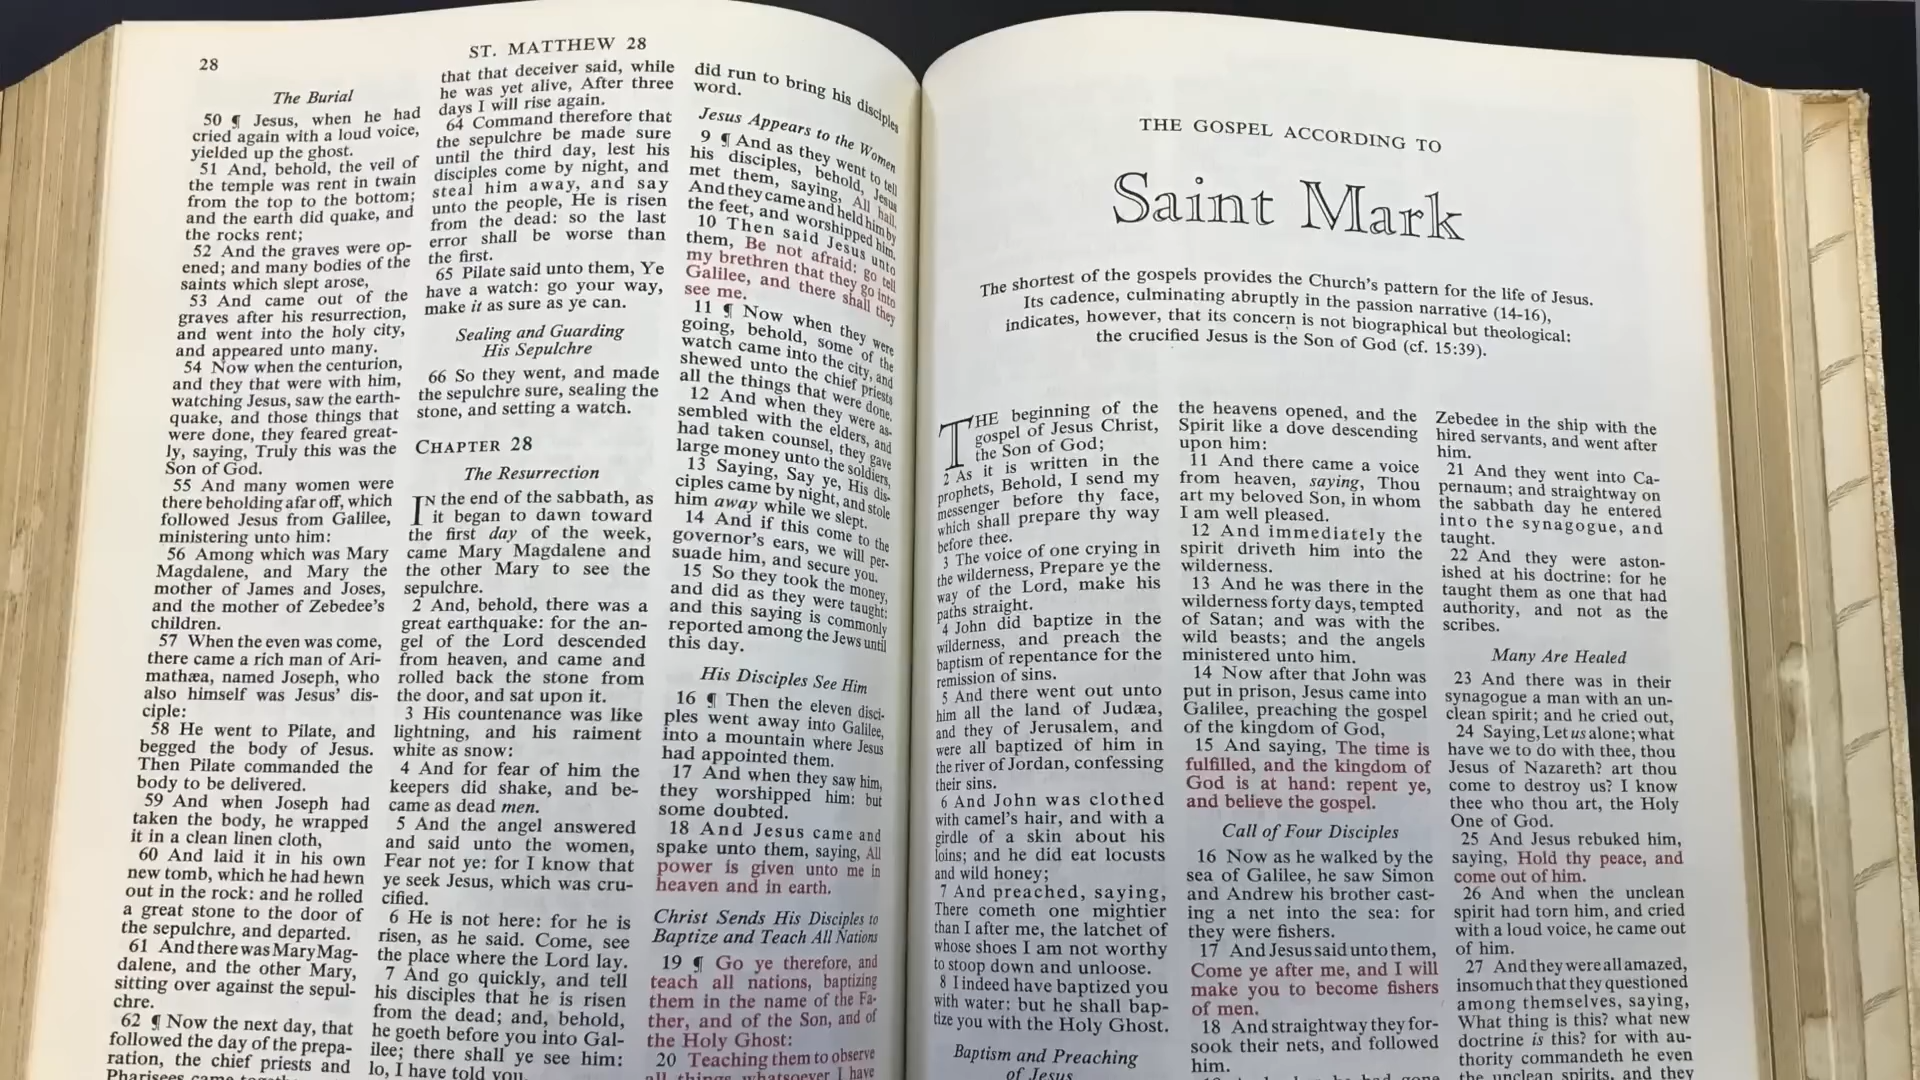 28
ST. MATTHEW 28
The Burial
50 ¶ Jesus, when he had
cried again with a loud voice,
yielded up the ghost.
51 And, behold, the veil of
the temple was rent in twain
from the top to the bottom;
and the earth did quake, and
the rocks rent;
52 And the graves were op-
ened; and many bodies of the
saints which slept arose,
53 And came out of the
graves after his resurrection,
and went into the holy city,
and appeared unto many.
54 Now when the centurion,
and they that were with him,
watching Jesus, saw the earth-
quake, and those things that
were done, they feared great-
ly, saying, Truly this was the
Son of God.
55 And many women were
there beholding afar off, which
followed Jesus from Galilee,
ministering unto him:
56 Among which was Mary
Magdalene, and Mary the
mother of James and Joses,
and the mother of Zebedee's
children.
57 When the even was come,
there came a rich man of Ari-
mathæa, named Joseph, who
also himself was Jesus' dis-
ciple:
58 He went to Pilate, and
begged the body of Jesus.
Then Pilate commanded the
body to be delivered.
59 And when Joseph had
taken the body, he wrapped
it in a clean linen cloth,
60 And laid it in his own
new tomb, which he had hewn
out in the rock: and he rolled
a great stone to the door of
the sepulchre, and departed.
61 And there was Mary Mag-
dalene, and the other Mary,
sitting over against the sepul-
chre.
62 ¶ Now the next day, that
followed the day of the prepa-
ration, the chief priests and
Pharisees came
that that deceiver said, while
he was yet alive, After three
days I will rise again.
64 Command therefore that
the sepulchre be made sure
until the third day, lest his
disciples come by night, and
steal him away, and say
unto the people, He is risen
from the dead: so the last
error shall be worse than
the first.
65 Pilate said unto them, Ye
have a watch: go your way,
make it as sure as ye can.
Sealing and Guarding
His Sepulchre
66 So they went, and made
the sepulchre sure, sealing the
stone, and setting a watch.
CHAPTER 28
The Resurrection
IN the end of the sabbath, as
it began to dawn toward
the first day of the week,
came Mary Magdalene and
the other Mary to see the
sepulchre.
2 And, behold, there was a
great earthquake: for the an-
gel of the Lord descended
from heaven, and came and
rolled back the stone from
the door, and sat upon it.
3 His countenance was like
lightning, and his raiment
white as snow:
4 And for fear of him the
keepers did shake, and be-
came as dead men.
5 And the angel answered
and said unto the women,
Fear not ye: for I know that
ye seek Jesus, which was cru-
cified.
6 He is not here: for he is
risen, as he said. Come, see
the place where the Lord lay.
7 And go quickly, and tell
his disciples that he is risen
from the dead; and, behold,
he goeth before you into Gal-
ilee; there shall ye see him:
lo, I have told you.
did run to bring his disciples
word.
Jesus Appears to the Women
9 ¶ And as they went to tell
his disciples, behold, Jesus
met them, saying, All hail.
And they came and held him by
the feet, and worshipped him.
10 Then said Jesus unto
them, Be not afraid: go tell
my brethren that they go into
Galilee, and there shall they
see me.
11 ¶ Now when they were
going, behold, some of the
watch came into the city, and
shewed unto the chief priests
all the things that were done.
12 And when they were as-
sembled with the elders, and
had taken counsel, they gave
large money unto the soldiers,
13 Saying, Say ye, His dis-
ciples came by night, and stole
him away while we slept.
14 And if this come to the
governor's ears, we will per-
suade him, and secure you.
15 So they took the money,
and did as they were taught:
and this saying is commonly
reported among the Jews until
this day.
His Disciples See Him
16 ¶ Then the eleven disci-
ples went away into Galilee,
into a mountain where Jesus
had appointed them.
17 And when they saw him,
they worshipped him: but
some doubted.
18 And Jesus came and
spake unto them, saying, All
power is given unto me in
heaven and in earth.
Christ Sends His Disciples to
Baptize and Teach All Nations
19 ¶ Go ye therefore, and
teach all nations, baptizing
them in the name of the Fa-
ther, and of the Son, and of
the Holy Ghost:
20 Teaching them to observe
all things whatsoever I have
THE GOSPEL ACCORDING TO
Saint Mark
The shortest of the gospels provides the Church's pattern for the life of Jesus.
Its cadence, culminating abruptly in the passion narrative (14-16),
indicates, however, that its concern is not biographical but theological:
the crucified Jesus is the Son of God (cf. 15:39).
THE beginning of the
gospel of Jesus Christ,
the Son of God;
2 As it is written in the
prophets, Behold, I send my
messenger before thy face,
which shall prepare thy way
before thee.
3 The voice of one crying in
the wilderness, Prepare ye the
way of the Lord, make his
paths straight.
4 John did baptize in the
wilderness, and preach the
baptism of repentance for the
remission of sins.
5 And there went out unto
him all the land of Judæa,
and they of Jerusalem, and
were all baptized of him in
the river of Jordan, confessing
their sins.
6 And John was clothed
with camel's hair, and with a
girdle of a skin about his
loins; and he did eat locusts
and wild honey;
7 And preached, saying,
There cometh one mightier
than I after me, the latchet of
whose shoes I am not worthy
to stoop down and unloose.
8 I indeed have baptized you
with water: but he shall bap-
tize you with the Holy Ghost.
Baptism and Preaching
of Jesus
the heavens opened, and the
Spirit like a dove descending
upon him:
11 And there came a voice
from heaven, saying, Thou
art my beloved Son, in whom
I am well pleased.
12 And immediately the
spirit driveth him into the
wilderness.
13 And he was there in the
wilderness forty days, tempted
of Satan; and was with the
wild beasts; and the angels
ministered unto him.
14 Now after that John was
put in prison, Jesus came into
Galilee, preaching the gospel
of the kingdom of God,
15 And saying, The time is
fulfilled, and the kingdom of
God is at hand: repent ye,
and believe the gospel.
Call of Four Disciples
16 Now as he walked by the
sea of Galilee, he saw Simon
and Andrew his brother cast-
ing a net into the sea: for
they were fishers.
17 And Jesus said unto them,
Come ye after me, and I will
make you to become fishers
of men.
18 And straightway they for-
sook their nets, and followed
him.
Zebedee in the ship with the
hired servants, and went after
him.
21 And they went into Ca-
pernaum; and straightway on
the sabbath day he entered
into the synagogue, and
taught.
22 And they were aston-
ished at his doctrine: for he
taught them as one that had
authority, and not as the
scribes.
Many Are Healed
23 And there was in their
synagogue a man with an un-
clean spirit; and he cried out,
24 Saying, Let us alone; what
have we to do with thee, thou
Jesus of Nazareth? art thou
come to destroy us? I know
thee who thou art, the Holy
One of God.
25 And Jesus rebuked him,
saying, Hold thy peace, and
come out of him.
26 And when the unclean
spirit had torn him, and cried
with a loud voice, he came out
of him.
27 And they were all amazed,
insomuch that they questioned
among themselves, saying,
What thing is this? what new
doctrine is this? for with au-
thority commandeth he even
the unclean spirits, and they